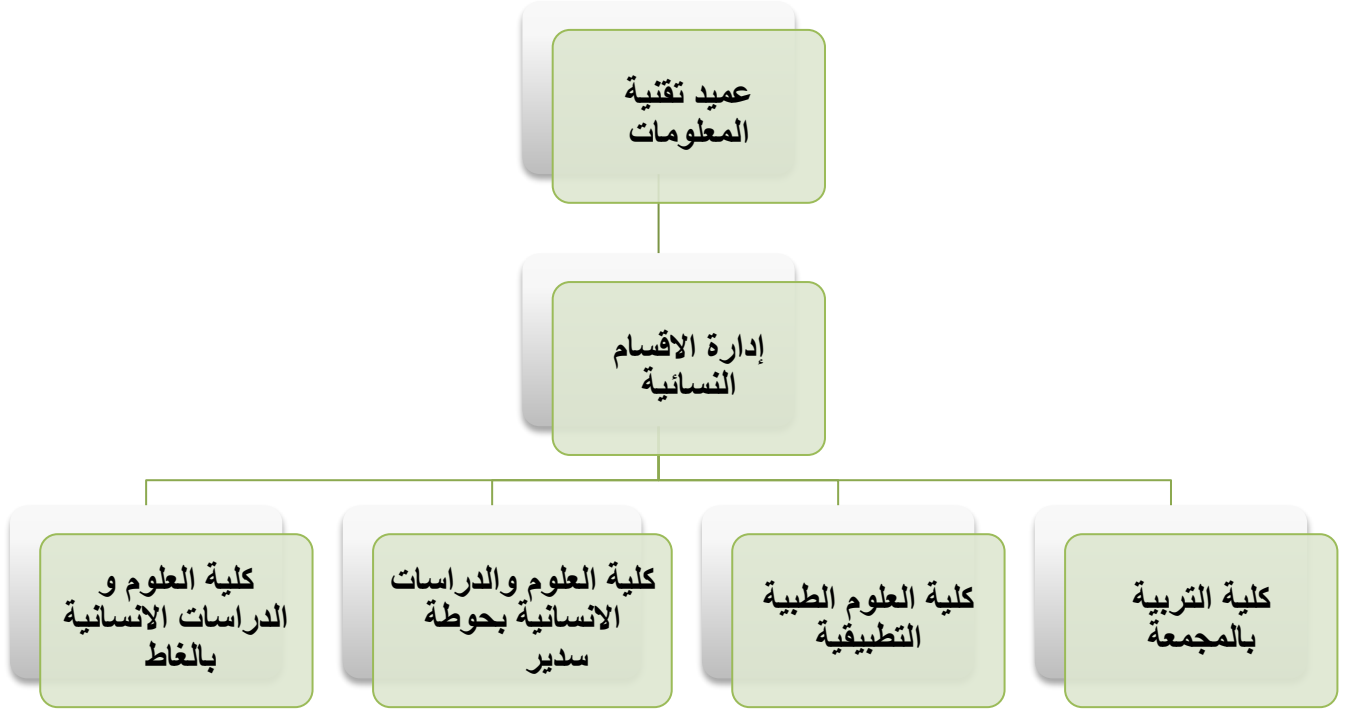 عميد تقنية
المعلومات
إدارة الاقسام
النسائية
كلية التربية
بالمجمعة
كلية العلوم الطبية
التطبيقية
كلية العلوم والدراسات
الانسانية بحوطة
سدير
كلية العلوم و
الدراسات الانسانية
بالغاط